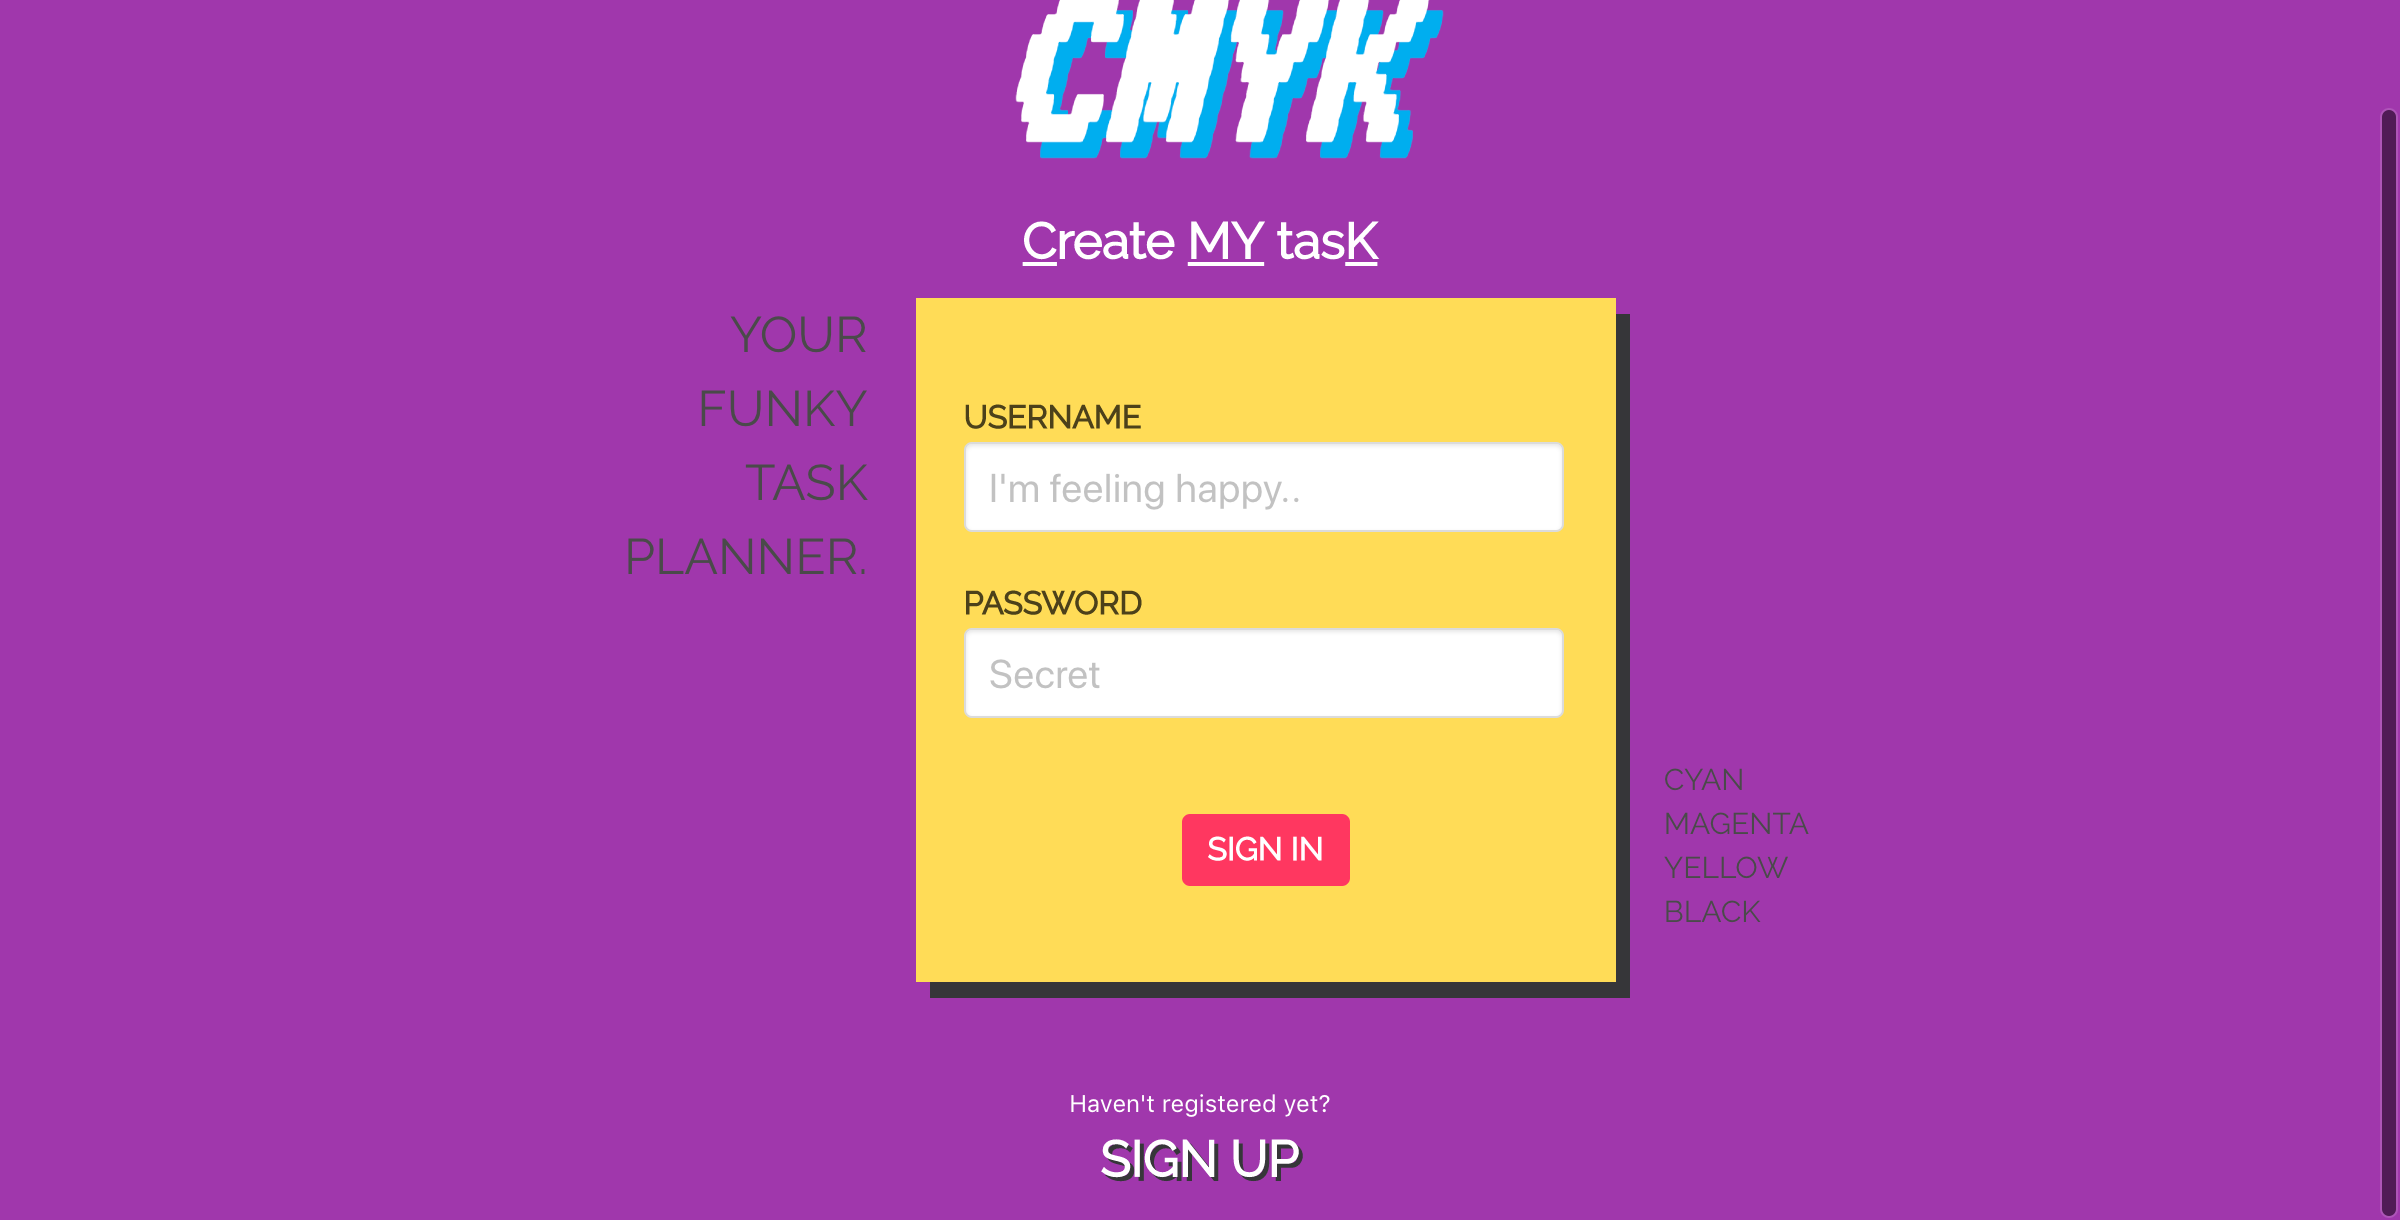 CMYK
Create MY tasK
YOUR
FUNKY
TASK
PLANNER.
USERNAME
I'm feeling happy..
PASSWORD
Secret
SIGN IN
CYAN
MAGENTA
YELLOW
BLACK
Haven't registered yet?
SIGN UP